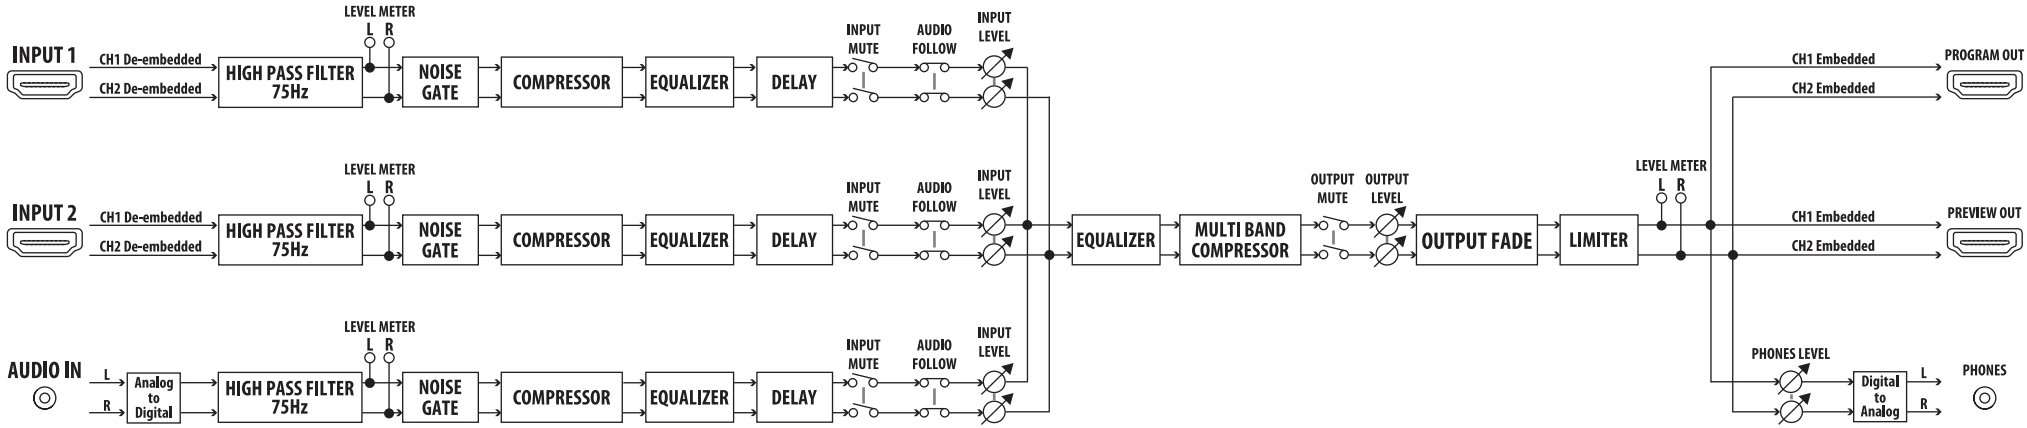 LEVEL METER
L R
INPUT 1
CH1 De-embedded
CH2 De-embedded
HIGH PASS FILTER
75Hz
NOISE
GATE
COMPRESSOR
EQUALIZER
DELAY
INPUT
MUTE
AUDIO
FOLLOW
INPUT
LEVEL
CH1 Embedded
CH2 Embedded
PROGRAM OUT
LEVEL METER
L R
INPUT 2
CH1 De-embedded
CH2 De-embedded
HIGH PASS FILTER
75Hz
NOISE
GATE
COMPRESSOR
EQUALIZER
DELAY
INPUT
MUTE
AUDIO
FOLLOW
INPUT
LEVEL
EQUALIZER
MULTI BAND
COMPRESSOR
OUTPUT
MUTE
OUTPUT
LEVEL
OUTPUT FADE
LIMITER
LEVEL METER
L R
CH1 Embedded
CH2 Embedded
PREVIEW OUT
LEVEL METER
L R
AUDIO IN
L
R
Analog
to
Digital
HIGH PASS FILTER
75Hz
NOISE
GATE
COMPRESSOR
EQUALIZER
DELAY
INPUT
MUTE
AUDIO
FOLLOW
INPUT
LEVEL
PHONES LEVEL
Digital
to
Analog
L
R
PHONES